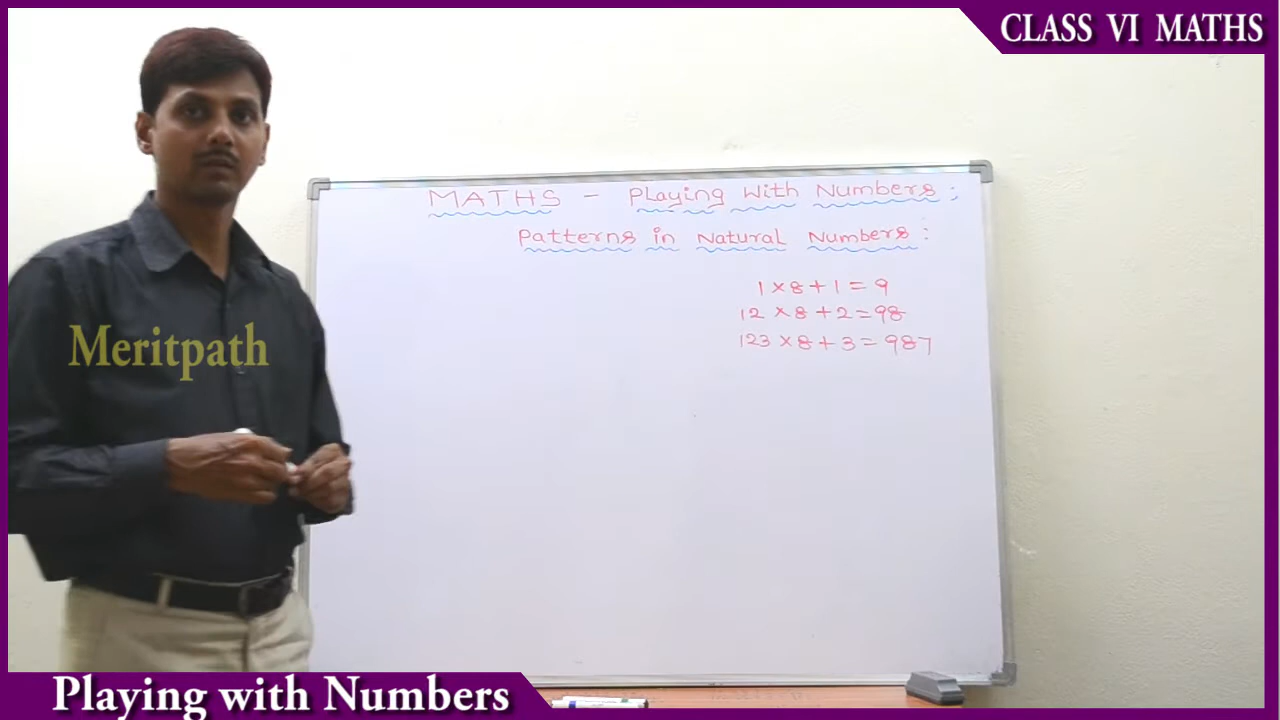 CLASS VI MATHS
MATHS - Playing with Numbers :
Patterns in Natural Numbers :
1 × 8 + 1 = 9
12 × 8 + 2 = 98
123 × 8 + 3 = 987
Meritpath
Playing with Numbers